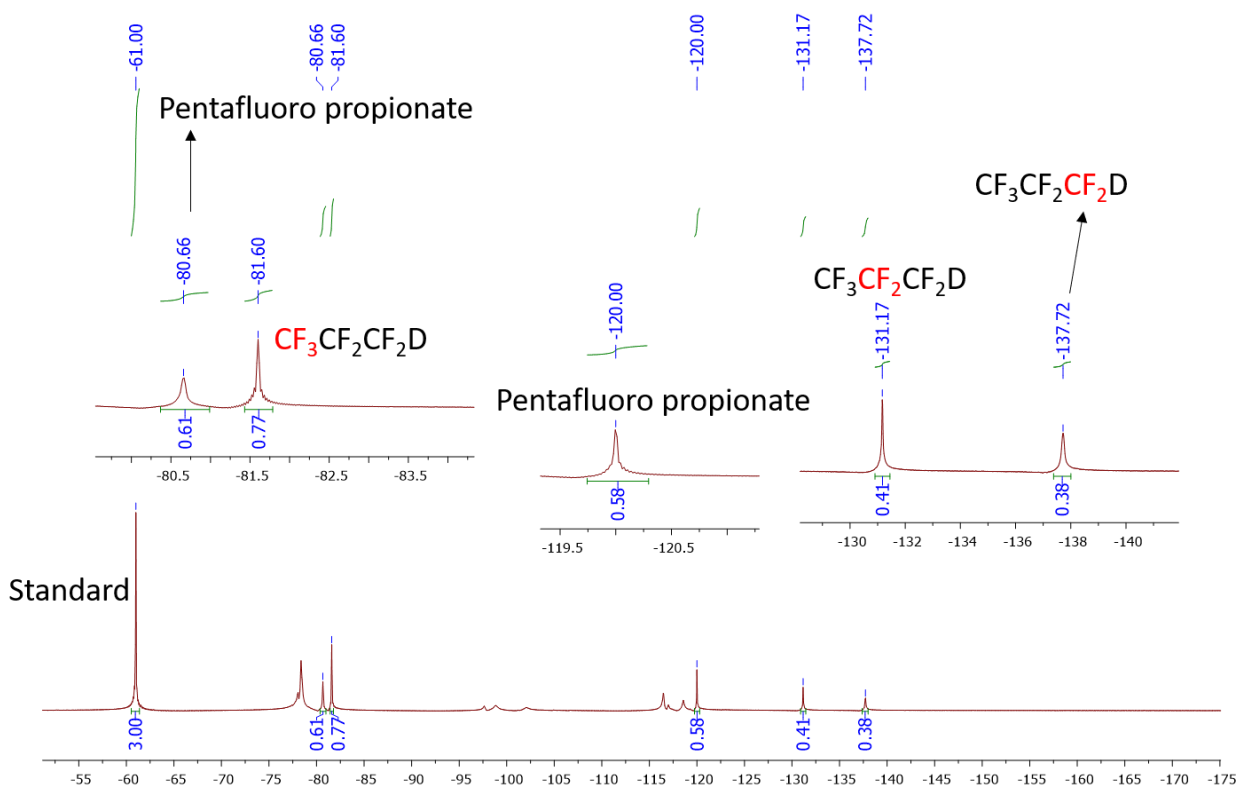 -61.00
-80.66
-81.60
-120.00
-131.17
-137.72
Pentafluoro propionate
CF₃CF₂CF₂D
-80.66
-81.60
-120.00
CF₃CF₂CF₂D
-131.17
-137.72
CF₃CF₂CF₂D
Pentafluoro propionate
0.61
0.77
-80.5 -81.5 -82.5 -83.5
0.58
-119.5 -120.5
0.41
0.38
-130 -132 -134 -136 -138 -140
Standard
3.00
0.61
0.77
0.58
0.41
0.38
-55 -60 -65 -70 -75 -80 -85 -90 -95 -100 -105 -110 -115 -120 -125 -131 -135 -140 -145 -150 -155 -160 -165 -170 -175